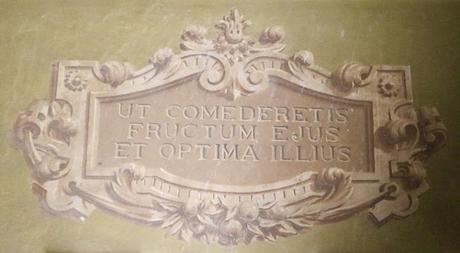 UT COMEDERETIS
FRUCTUM EJUS
ET OPTIMA ILLIUS